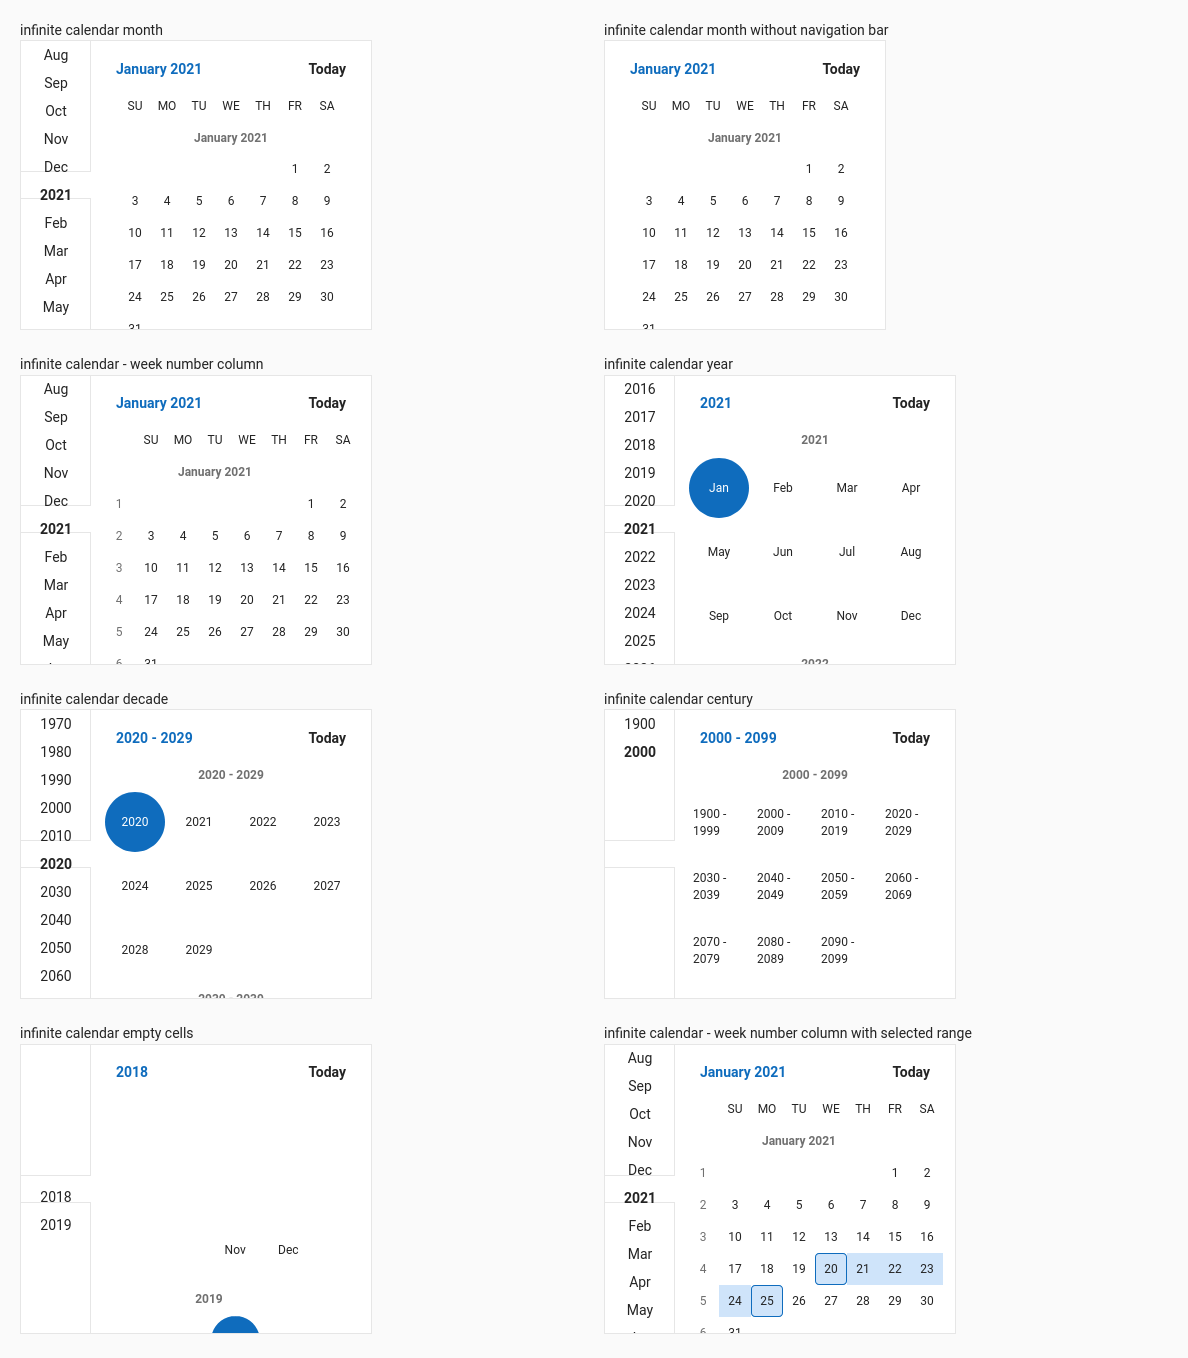 infinite calendar month
Aug
Sep
Oct
Nov
Dec
2021
Feb
Mar
Apr
May
January 2021 Today
SU MO TU WE TH FR SA
January 2021
1 2
3 4 5 6 7 8 9
10 11 12 13 14 15 16
17 18 19 20 21 22 23
24 25 26 27 28 29 30
31
infinite calendar month without navigation bar
January 2021 Today
SU MO TU WE TH FR SA
January 2021
1 2
3 4 5 6 7 8 9
10 11 12 13 14 15 16
17 18 19 20 21 22 23
24 25 26 27 28 29 30
31
infinite calendar - week number column
Aug
Sep
Oct
Nov
Dec
2021
Feb
Mar
Apr
May
January 2021 Today
SU MO TU WE TH FR SA
January 2021
1 1 2
2 3 4 5 6 7 8 9
3 10 11 12 13 14 15 16
4 17 18 19 20 21 22 23
5 24 25 26 27 28 29 30
6 31
infinite calendar year
2016
2017
2018
2019
2020
2021
2022
2023
2024
2025
2021 Today
2021
Jan Feb Mar Apr
May Jun Jul Aug
Sep Oct Nov Dec
2022
infinite calendar decade
1970
1980
1990
2000
2010
2020
2030
2040
2050
2060
2020 - 2029 Today
2020 - 2029
2020 2021 2022 2023
2024 2025 2026 2027
2028 2029
2030 - 2039
infinite calendar century
1900
2000
2000 - 2099 Today
2000 - 2099
1900 - 2000 - 2010 - 2020 -
1999 2009 2019 2029
2030 - 2040 - 2050 - 2060 -
2039 2049 2059 2069
2070 - 2080 - 2090 -
2079 2089 2099
infinite calendar empty cells
2018
2019
2018 Today
Nov Dec
2019
infinite calendar - week number column with selected range
Aug
Sep
Oct
Nov
Dec
2021
Feb
Mar
Apr
May
January 2021 Today
SU MO TU WE TH FR SA
January 2021
1 1 2
2 3 4 5 6 7 8 9
3 10 11 12 13 14 15 16
4 17 18 19 20 21 22 23
5 24 25 26 27 28 29 30
6 31